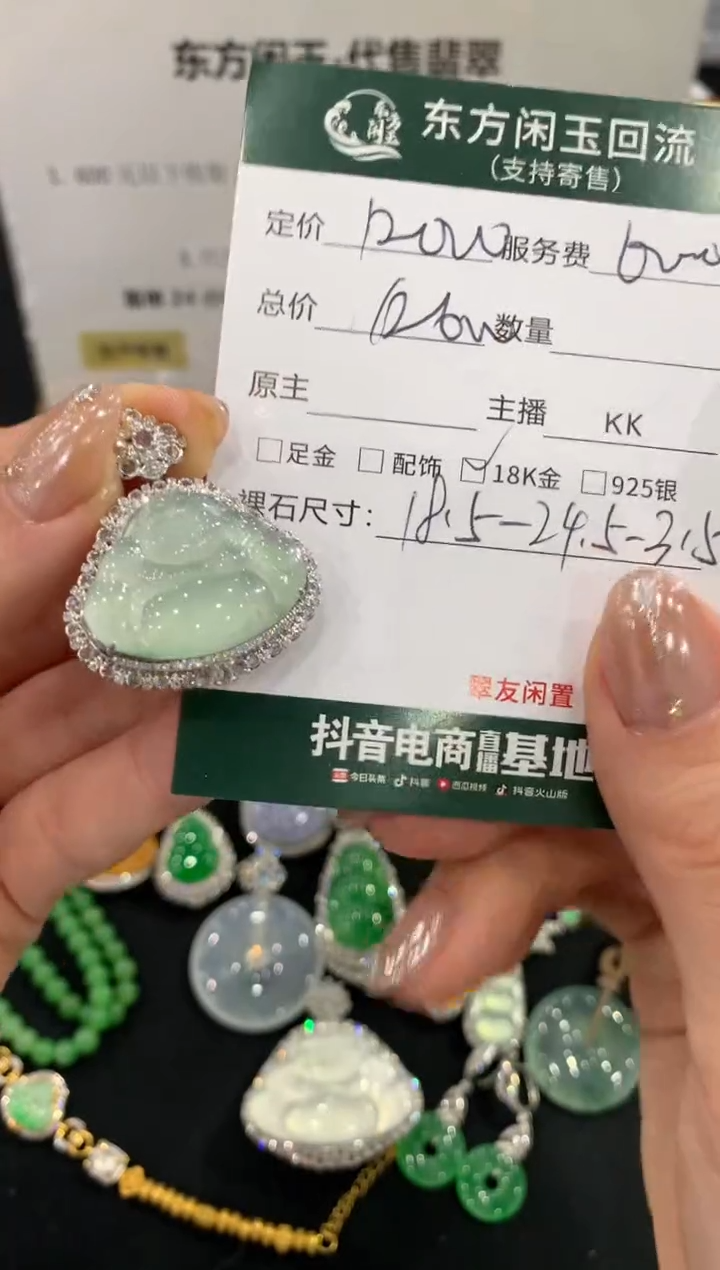 东方闲玉·代售翡翠
东方闲玉回流
(支持寄售)
定价 12000 服务费
总价 数量
原主 主播 KK
足金 配饰 18K金 925银
裸石尺寸: 18.5-24.5-3.5
翠友闲置
抖音电商直播基地
今日头条 抖音 西瓜视频 抖音火山版